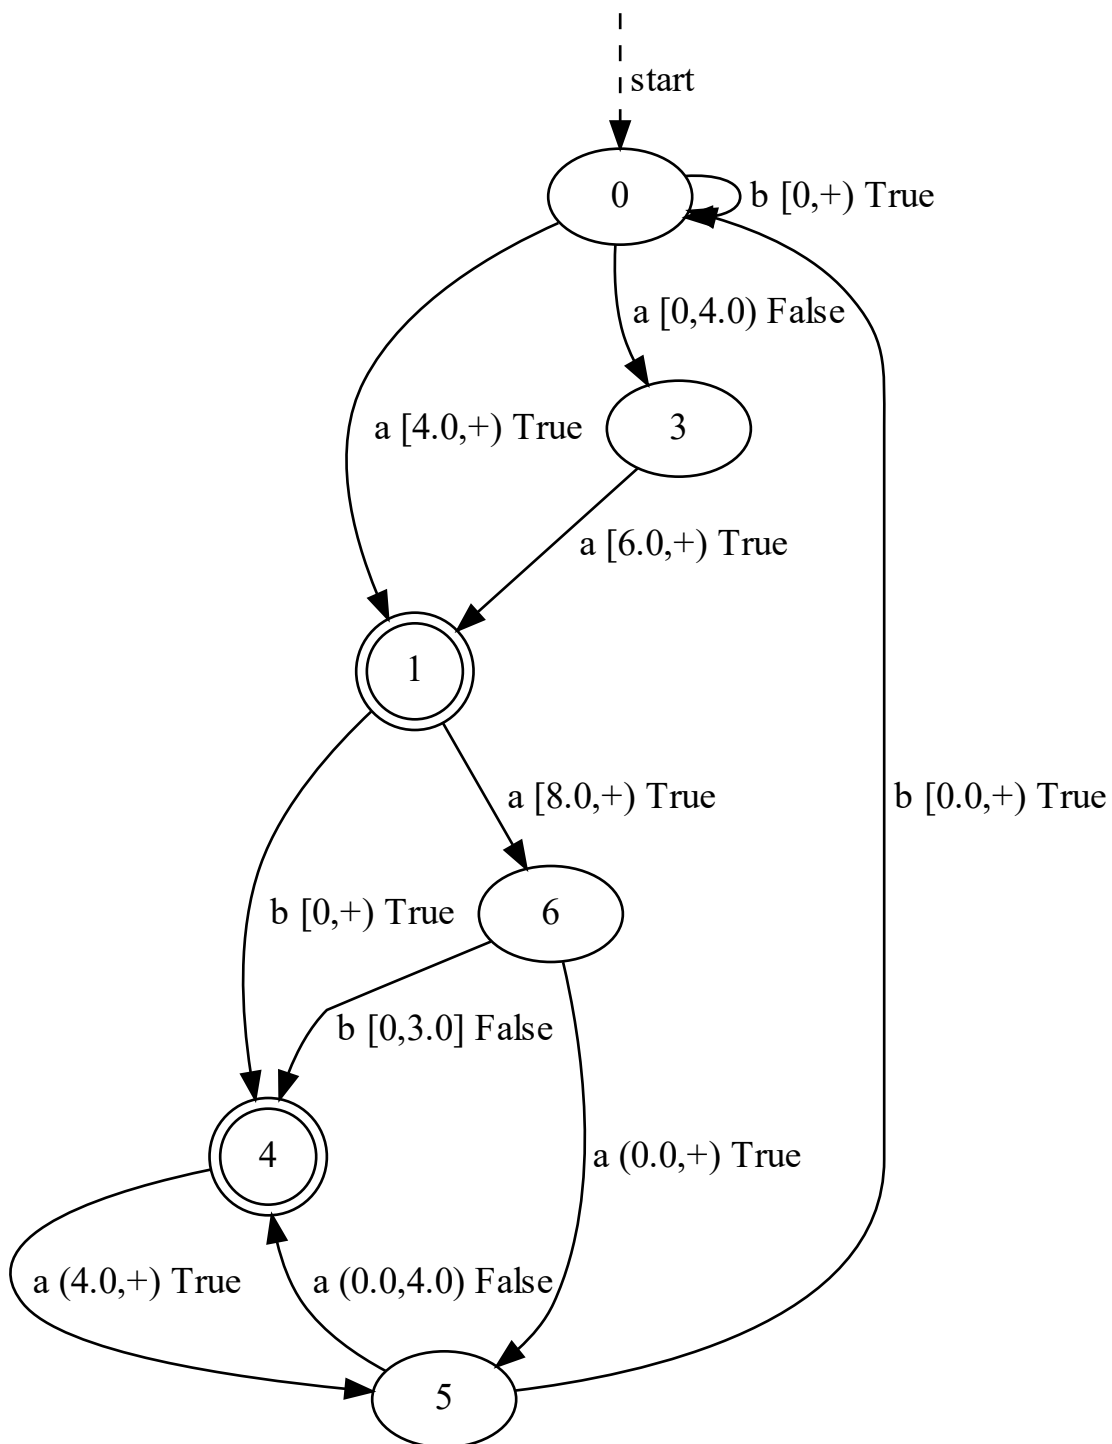 start
0
b [0,+) True
a [0,4.0) False
a [4.0,+) True
3
a [6.0,+) True
1
a [8.0,+) True
b [0.0,+) True
b [0,+) True
6
b [0,3.0] False
4
a (0.0,+) True
a (4.0,+) True
a (0.0,4.0) False
5